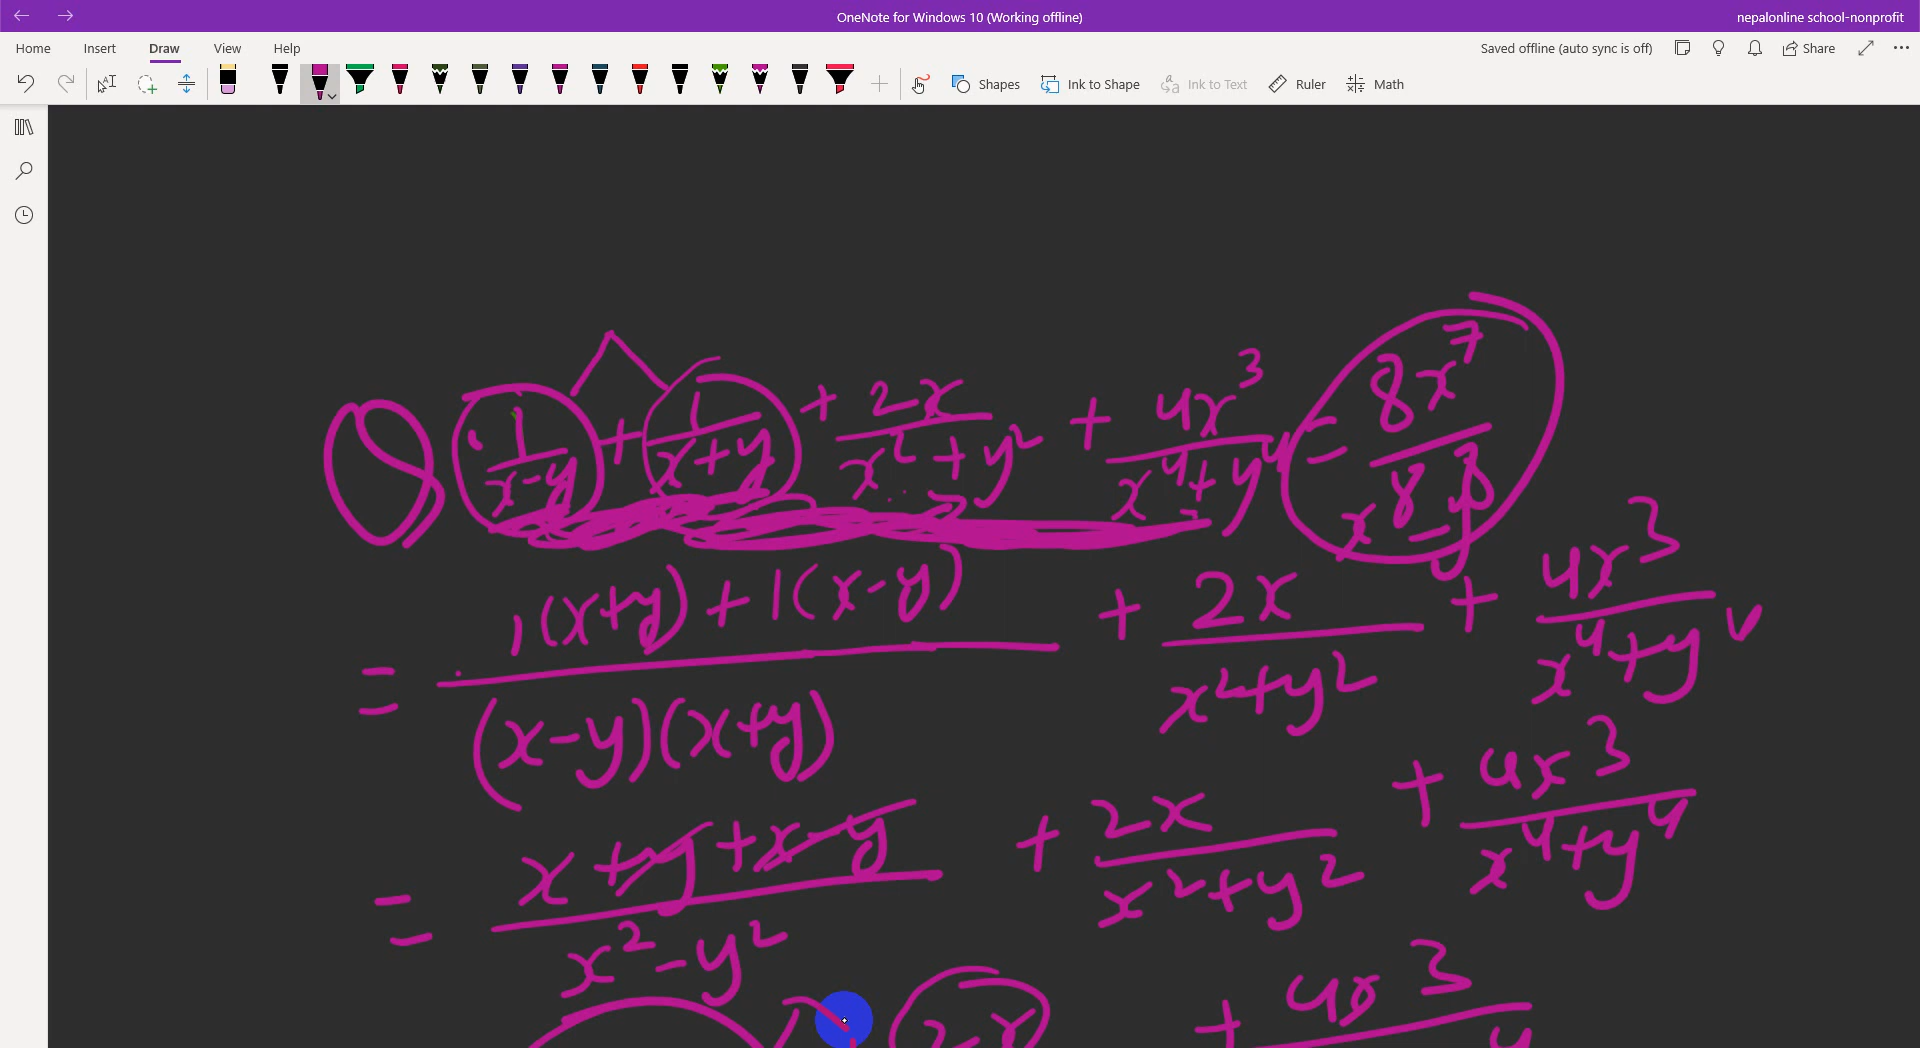 OneNote for Windows 10 (Working offline)
nepalonline school-nonprofit
Home Insert Draw View Help
Saved offline (auto sync is off) Share
Shapes Ink to Shape Ink to Text Ruler Math
1/(x-y) + 1/(x+y) + 2x/(x²+y²) + 4x³/(x⁴+y⁴) - 8x⁷/(x⁸-y⁸)
= (1(x+y)+1(x-y))/((x-y)(x+y)) + 2x/(x²+y²) + 4x³/(x⁴+y⁴)
= (x+y+x-y)/(x²-y²) + 2x/(x²+y²) + 4x³/(x⁴+y⁴)
2x + 4x³